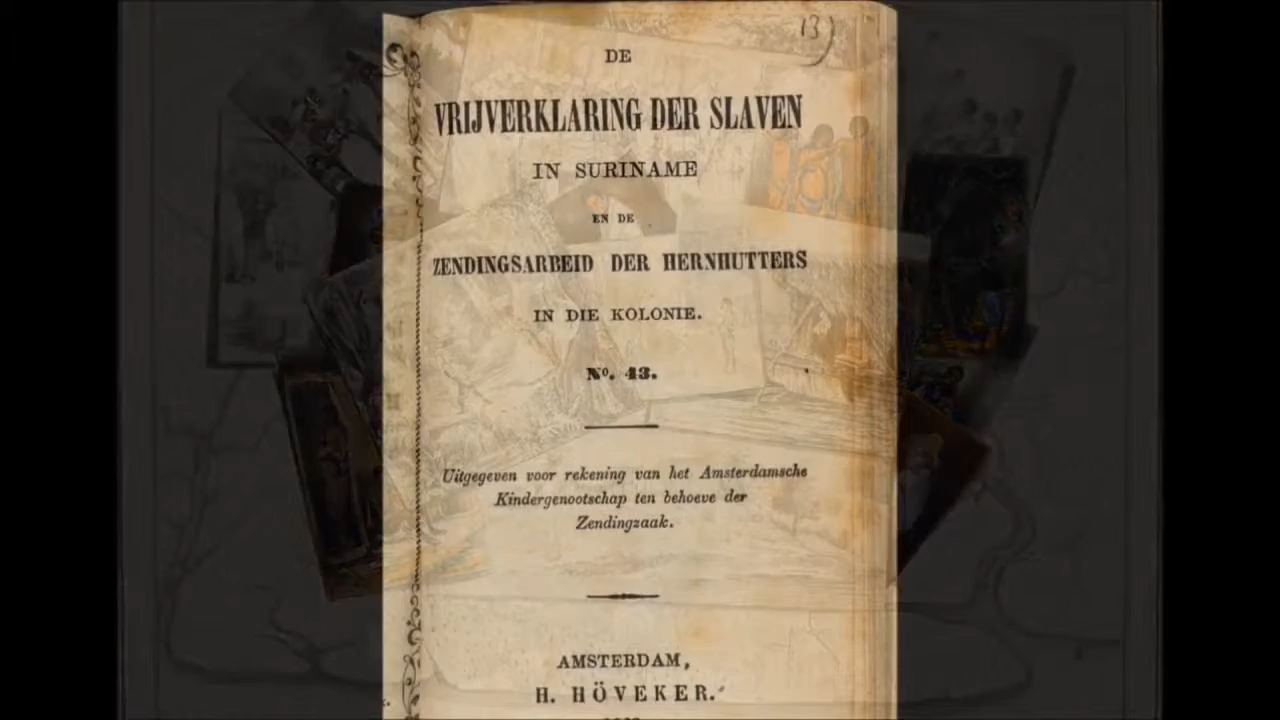 13)
DE
VRIJVERKLARING DER SLAVEN
IN SURINAME
EN DE
ZENDINGSARBEID DER HERNHUTTERS
IN DIE KOLONIE.
No. 43.
Uitgegeven voor rekening van het Amsterdamsche
Kindergenootschap ten behoeve der
Zendingzaak.
AMSTERDAM,
H. HÖVEKER.